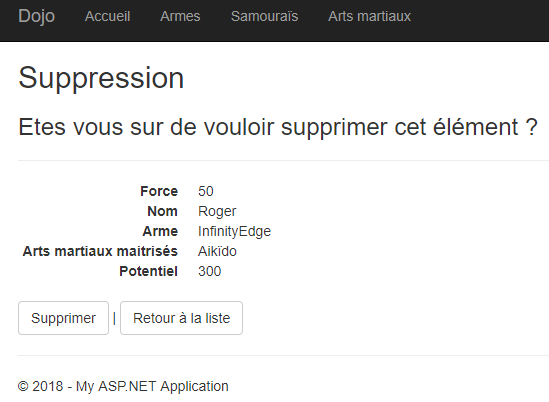 Dojo Accueil Armes Samouraïs Arts martiaux
Suppression
Etes vous sur de vouloir supprimer cet élément ?
Force 50
Nom Roger
Arme InfinityEdge
Arts martiaux maitrisés Aikïdo
Potentiel 300
Supprimer | Retour à la liste
© 2018 - My ASP.NET Application